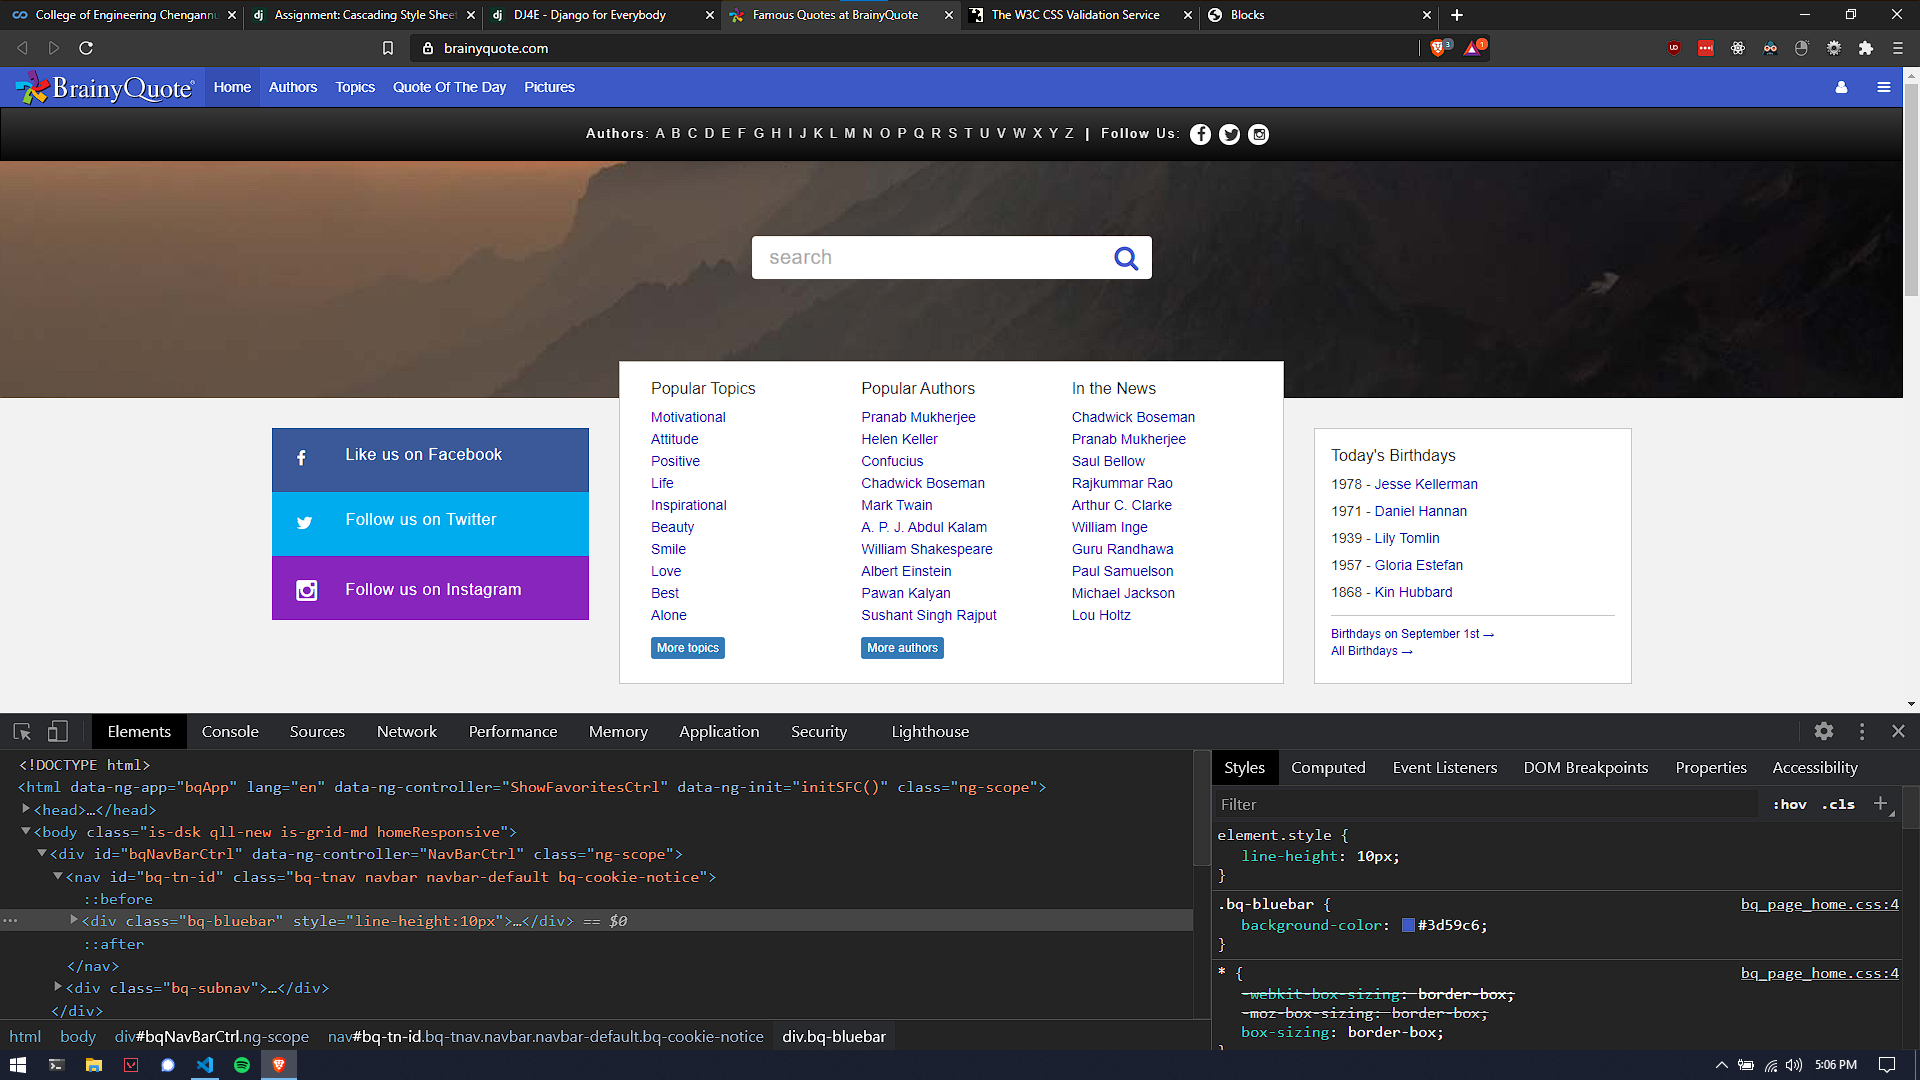 College of Engineering Chengannu
Assignment: Cascading Style Sheet
DJ4E - Django for Everybody
Famous Quotes at BrainyQuote
The W3C CSS Validation Service
Blocks
brainyquote.com
BrainyQuote
Home
Authors
Topics
Quote Of The Day
Pictures
Authors: A B C D E F G H I J K L M N O P Q R S T U V W X Y Z | Follow Us:
search
Like us on Facebook
Follow us on Twitter
Follow us on Instagram
Popular Topics
Motivational
Attitude
Positive
Life
Inspirational
Beauty
Smile
Love
Best
Alone
More topics
Popular Authors
Pranab Mukherjee
Helen Keller
Confucius
Chadwick Boseman
Mark Twain
A. P. J. Abdul Kalam
William Shakespeare
Albert Einstein
Pawan Kalyan
Sushant Singh Rajput
More authors
In the News
Chadwick Boseman
Pranab Mukherjee
Saul Bellow
Rajkummar Rao
Arthur C. Clarke
William Inge
Guru Randhawa
Paul Samuelson
Michael Jackson
Lou Holtz
Today's Birthdays
1978 - Jesse Kellerman
1971 - Daniel Hannan
1939 - Lily Tomlin
1957 - Gloria Estefan
1868 - Kin Hubbard
Birthdays on September 1st →
All Birthdays →
Elements Console Sources Network Performance Memory Application Security Lighthouse
<!DOCTYPE html>
<html data-ng-app="bqApp" lang="en" data-ng-controller="ShowFavoritesCtrl" data-ng-init="initSFC()" class="ng-scope">
<head>…</head>
<body class="is-dsk qll-new is-grid-md homeResponsive">
<div id="bqNavBarCtrl" data-ng-controller="NavBarCtrl" class="ng-scope">
<nav id="bq-tn-id" class="bq-tnav navbar navbar-default bq-cookie-notice">
::before
<div class="bq-bluebar" style="line-height:10px">…</div> == $0
::after
</nav>
<div class="bq-subnav">…</div>
</div>
html body div#bqNavBarCtrl.ng-scope nav#bq-tn-id.bq-tnav.navbar.navbar-default.bq-cookie-notice div.bq-bluebar
Styles Computed Event Listeners DOM Breakpoints Properties Accessibility
Filter :hov .cls +
element.style {
line-height: 10px;
}
.bq-bluebar { bq_page_home.css:4
background-color: #3d59c6;
}
* { bq_page_home.css:4
-webkit-box-sizing: border-box;
-moz-box-sizing: border-box;
box-sizing: border-box;
5:06 PM